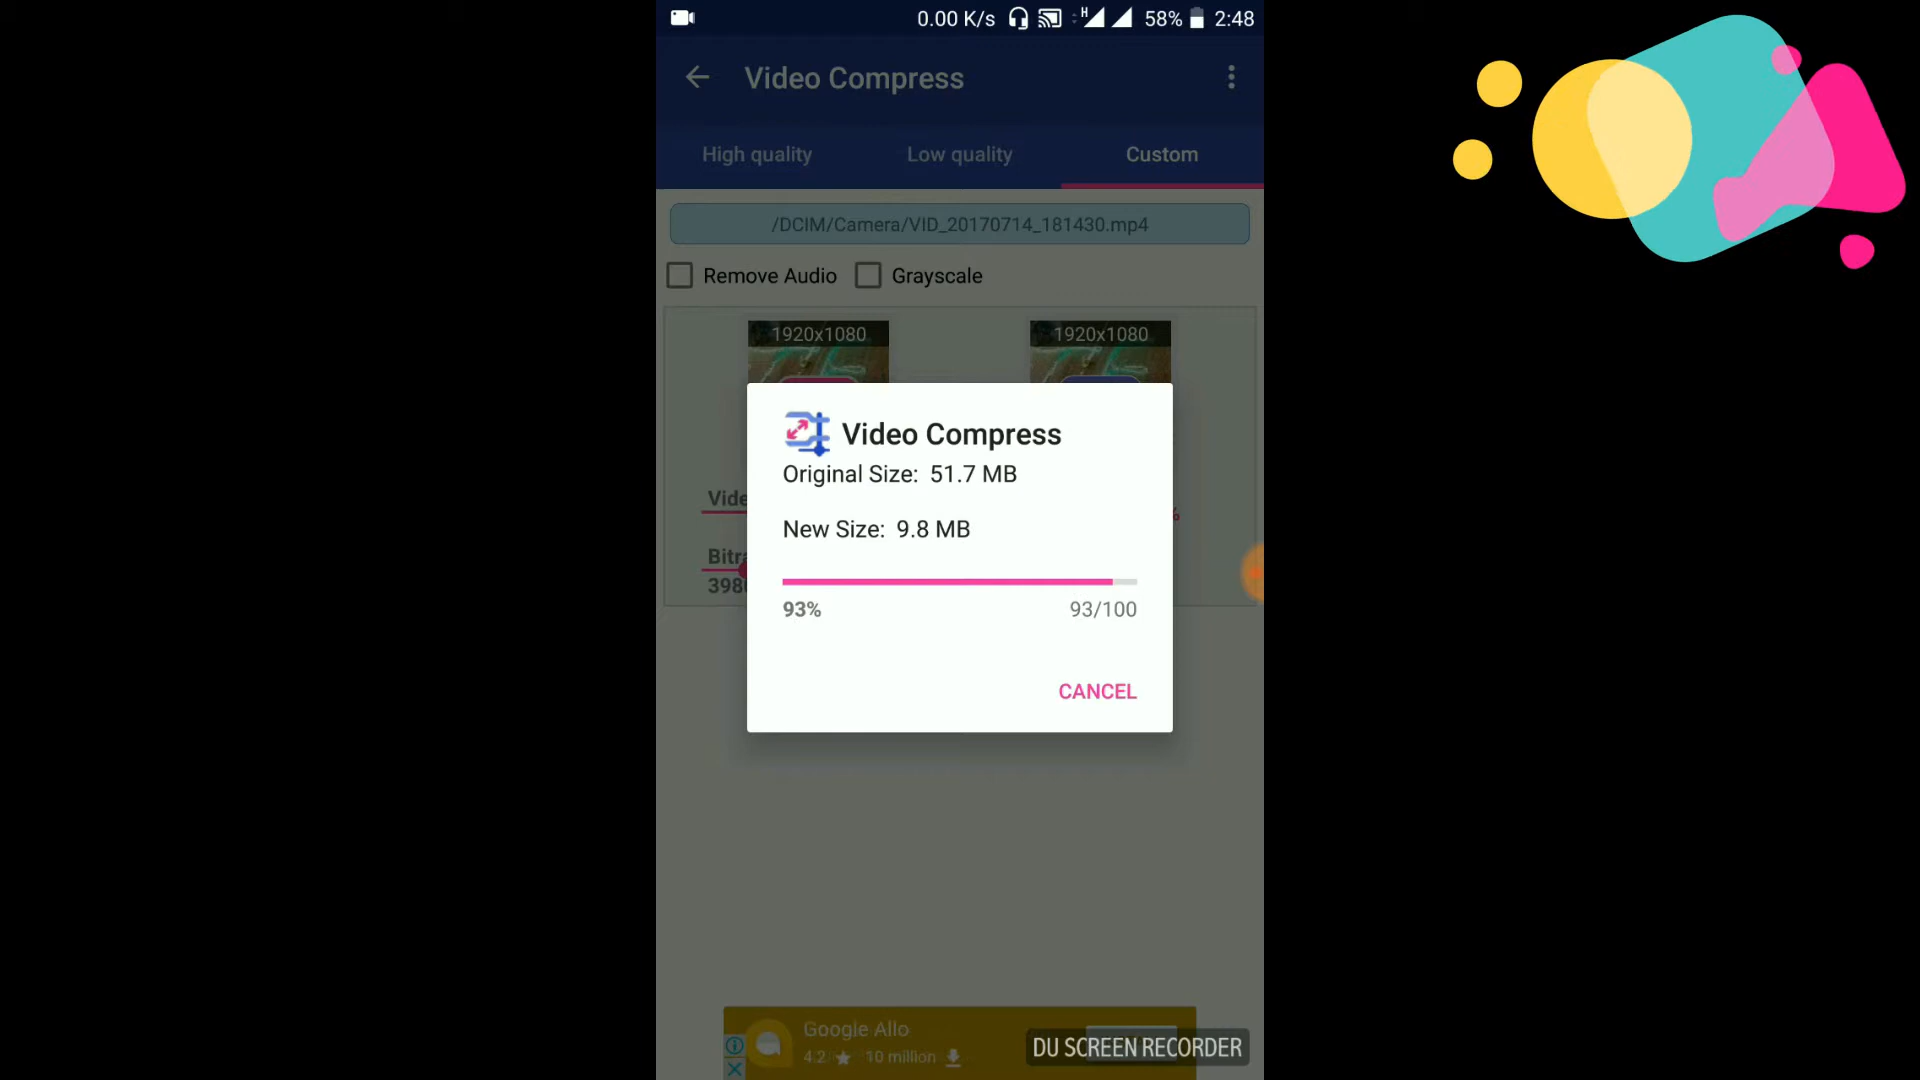 0.00 K/s H 58% 2:48
Video Compress
High quality Low quality Custom
/DCIM/Camera/VID_20170714_181430.mp4
Remove Audio Grayscale
1920x1080 1920x1080
Video Compress
Original Size: 51.7 MB
New Size: 9.8 MB
93% 93/100
CANCEL
Google Allo
4.2 10 million
DU SCREEN RECORDER